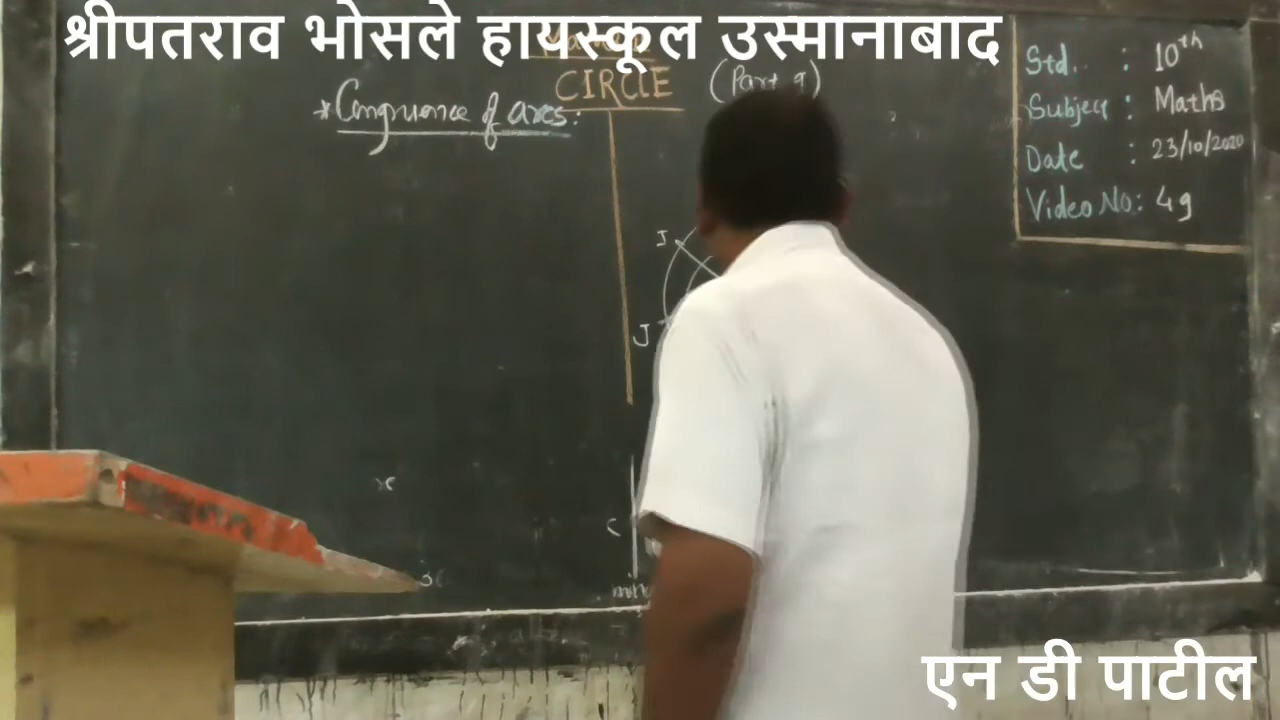 श्रीपतराव भोसले हायस्कूल उस्मानाबाद
CIRCLE (Part 9)
*Congruence of arcs:
Std. : 10th
Subject : Maths
Date : 23/10/2020
Video No: 49
J
J
एन डी पाटील